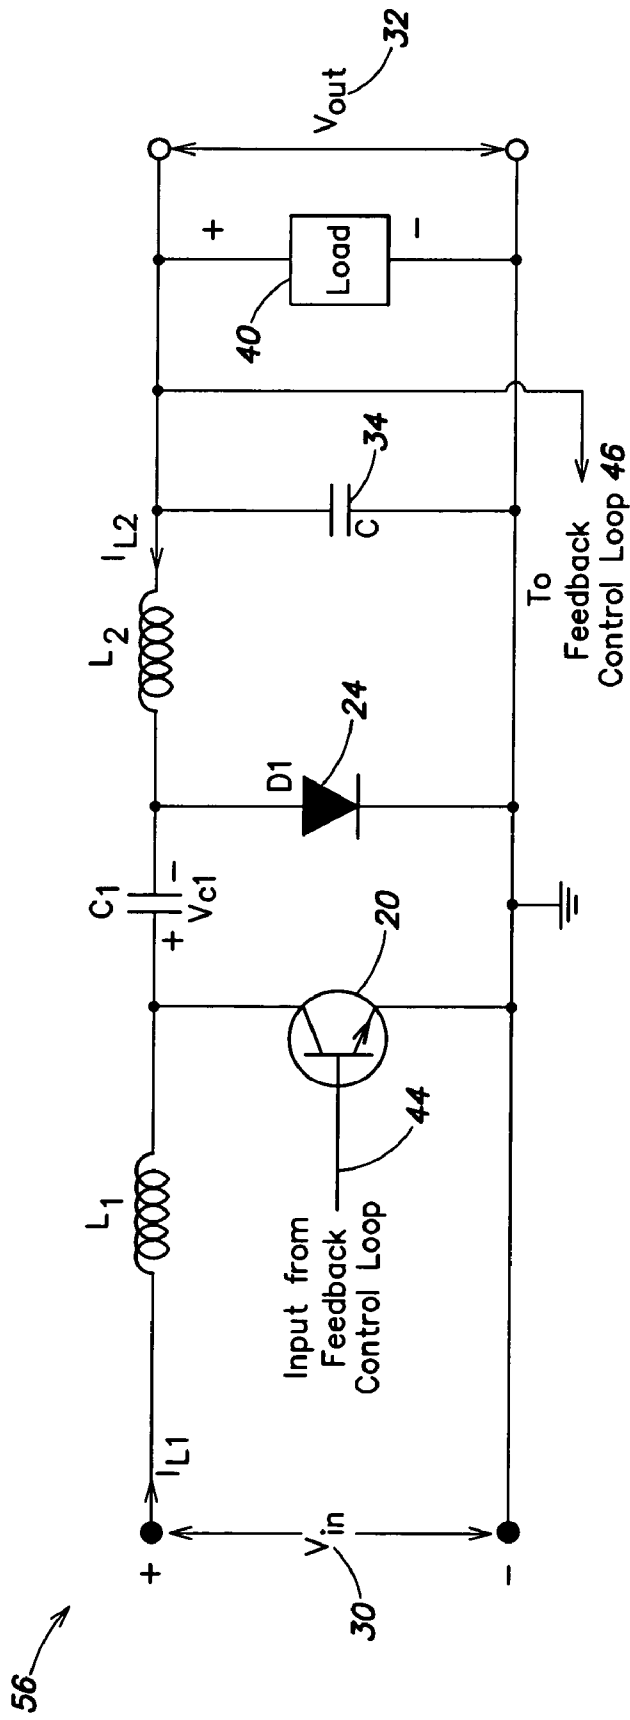 56
+
-
Vin
30
IL1
L1
Input from
Feedback
Control Loop
44
20
C1
+
-
Vc1
D1
24
L2
IL2
C
34
To
Feedback
Control Loop 46
40
Load
+
-
Vout
32